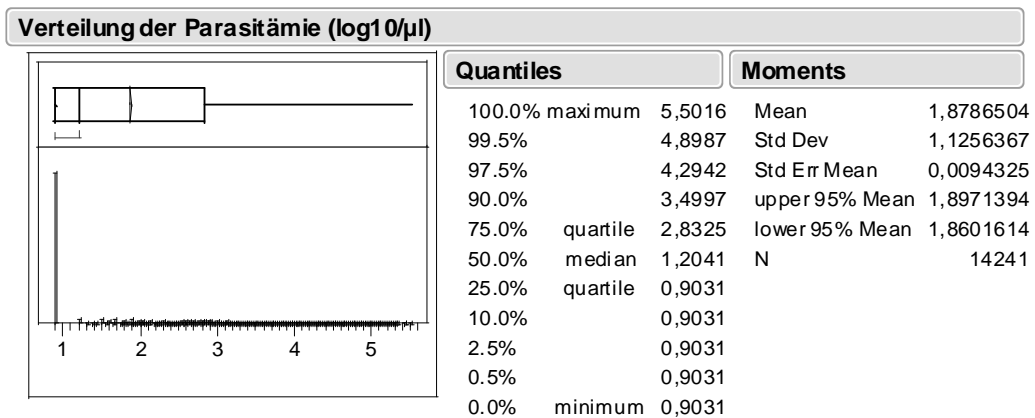 Verteilung der Parasitämie (log10/µl)
1 2 3 4 5
Quantiles
100.0% maximum 5,5016
99.5% 4,8987
97.5% 4,2942
90.0% 3,4997
75.0% quartile 2,8325
50.0% median 1,2041
25.0% quartile 0,9031
10.0% 0,9031
2.5% 0,9031
0.5% 0,9031
0.0% minimum 0,9031
Moments
Mean 1,8786504
Std Dev 1,1256367
Std Err Mean 0,0094325
upper 95% Mean 1,8971394
lower 95% Mean 1,8601614
N 14241